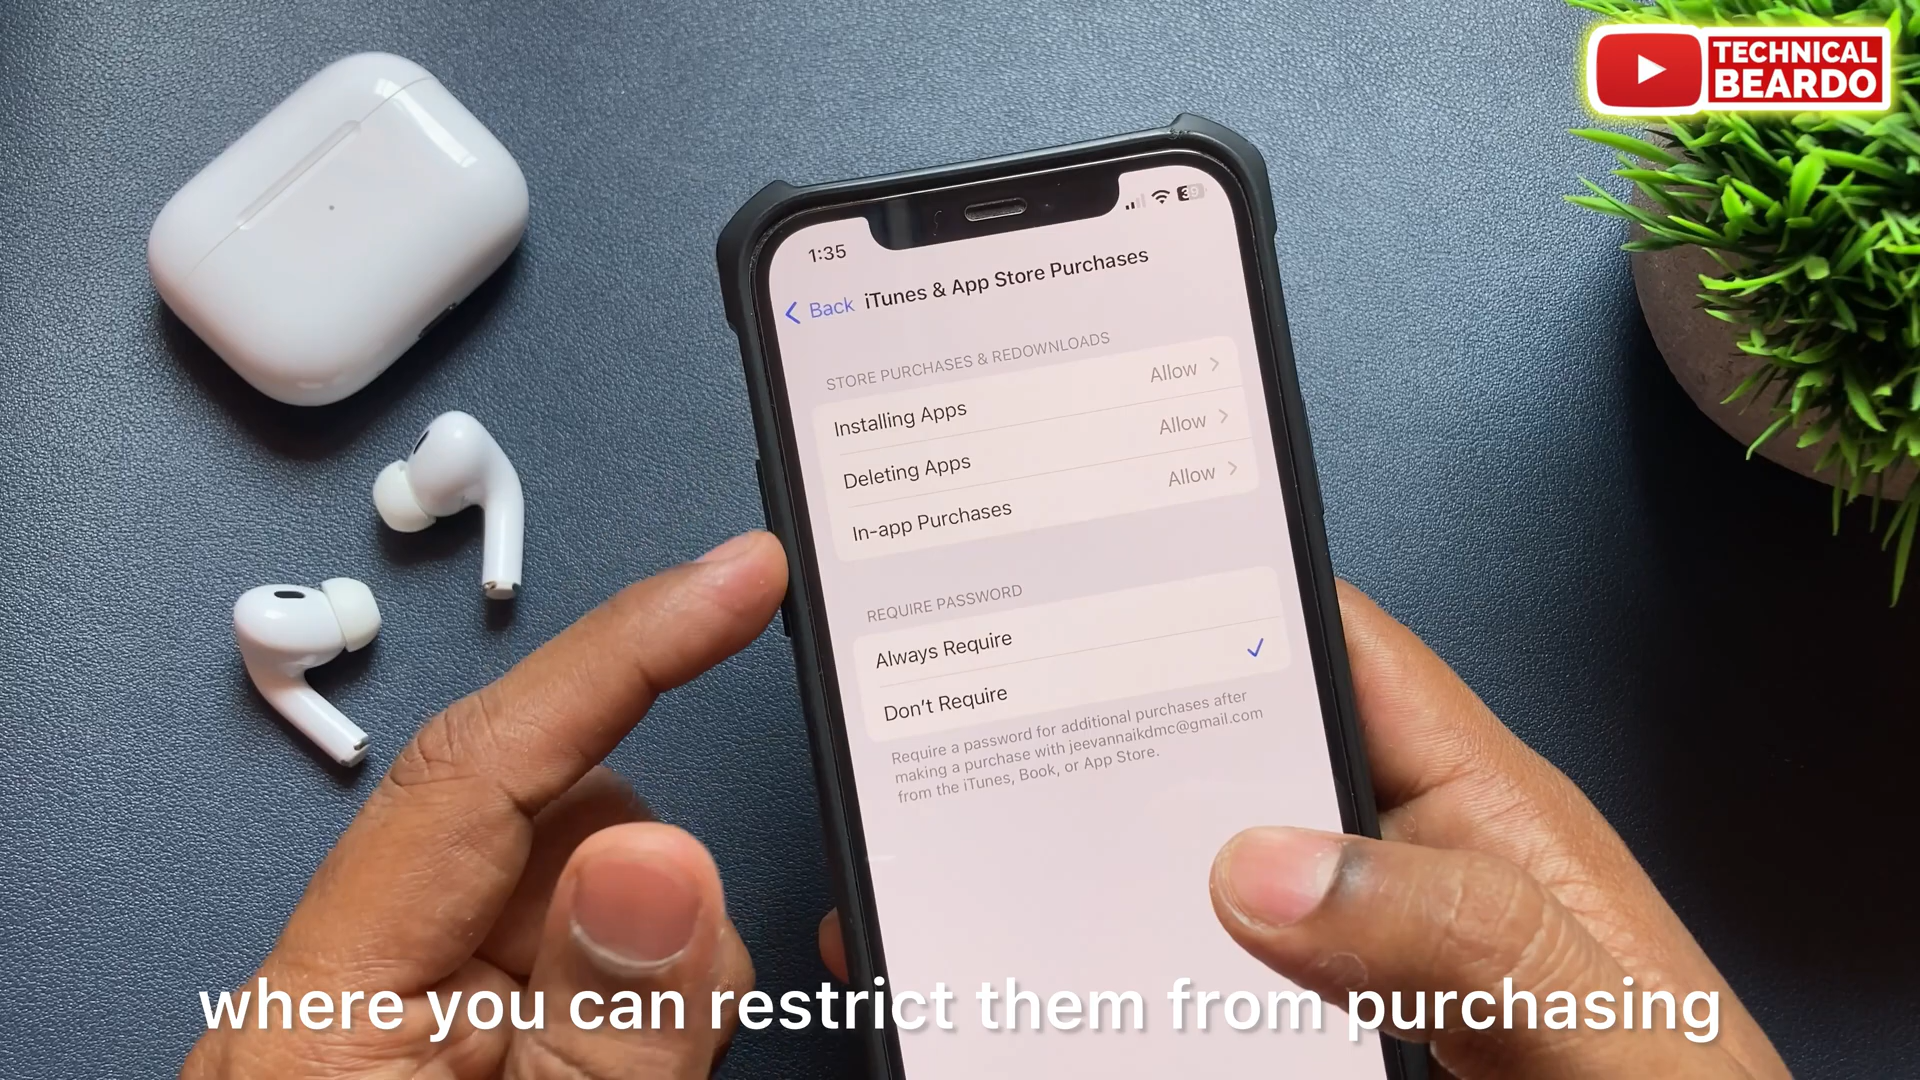 TECHNICAL
BEARDO
39
1:35
Back iTunes & App Store Purchases
STORE PURCHASES & REDOWNLOADS
Installing Apps Allow
Deleting Apps Allow
In-app Purchases Allow
REQUIRE PASSWORD
Always Require
Don't Require
Require a password for additional purchases after
making a purchase with jeevannaikdmc@gmail.com
from the iTunes, Book, or App Store.
where you can restrict them from purchasing